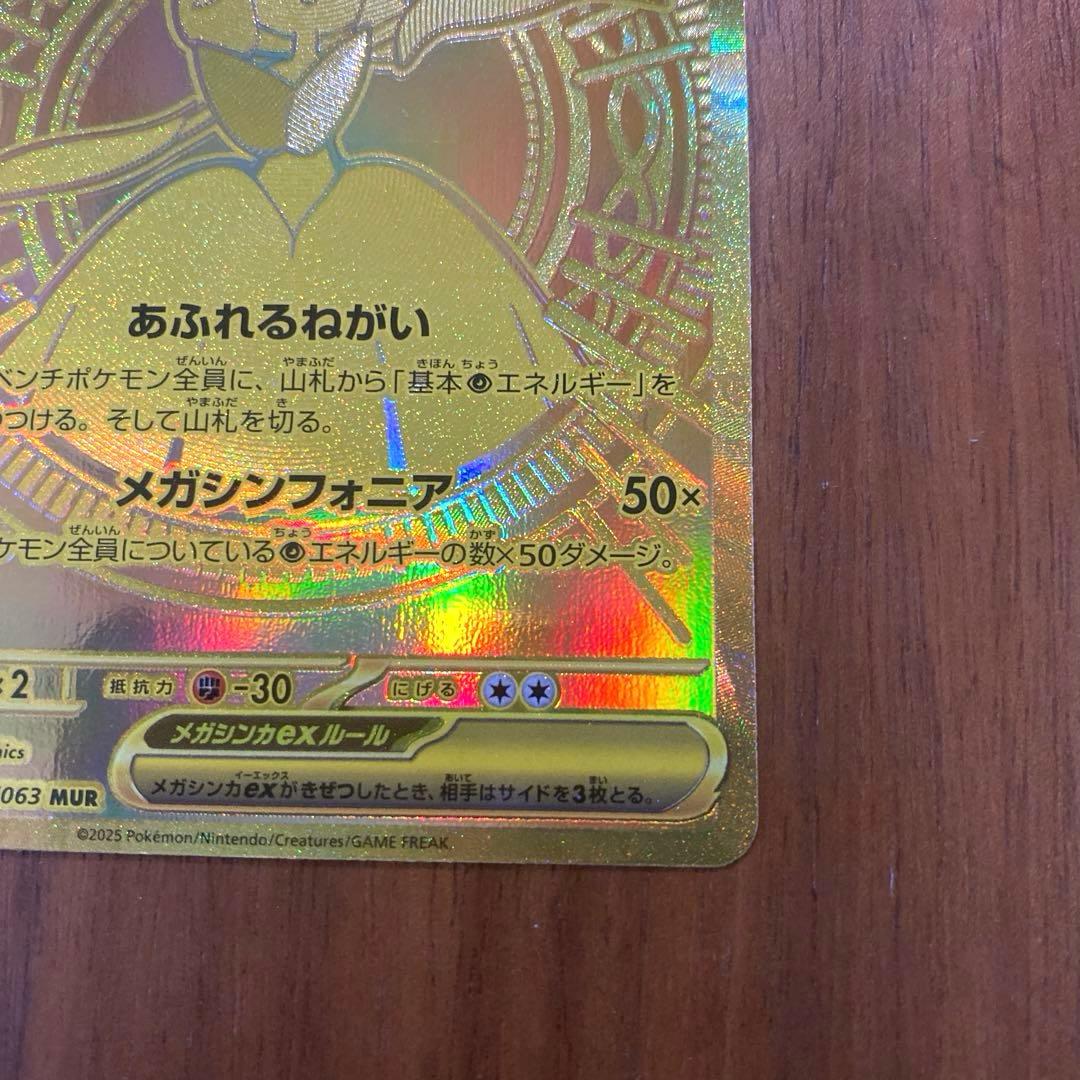 あふれるねがい
ベンチポケモン全員に、山札から「基本エネルギー」を
つける。そして山札を切る。
メガシンフォニア 50×
ケモン全員についているエネルギーの数×50ダメージ。
×2 抵抗力 -30 にげる
メガシンカexルール
メガシンカexがきぜつしたとき、相手はサイドを3枚とる。
063 MUR
©2025 Pokémon/Nintendo/Creatures/GAME FREAK